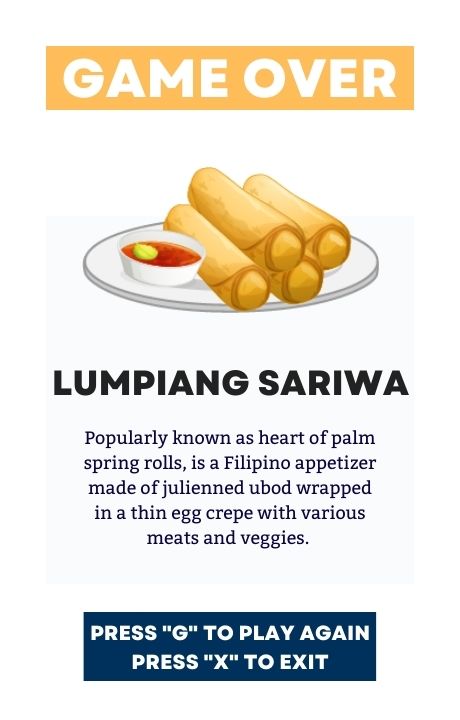 GAME OVER
LUMPIANG SARIWA
Popularly known as heart of palm
spring rolls, is a Filipino appetizer
made of julienned ubod wrapped
in a thin egg crepe with various
meats and veggies.
PRESS "G" TO PLAY AGAIN
PRESS "X" TO EXIT